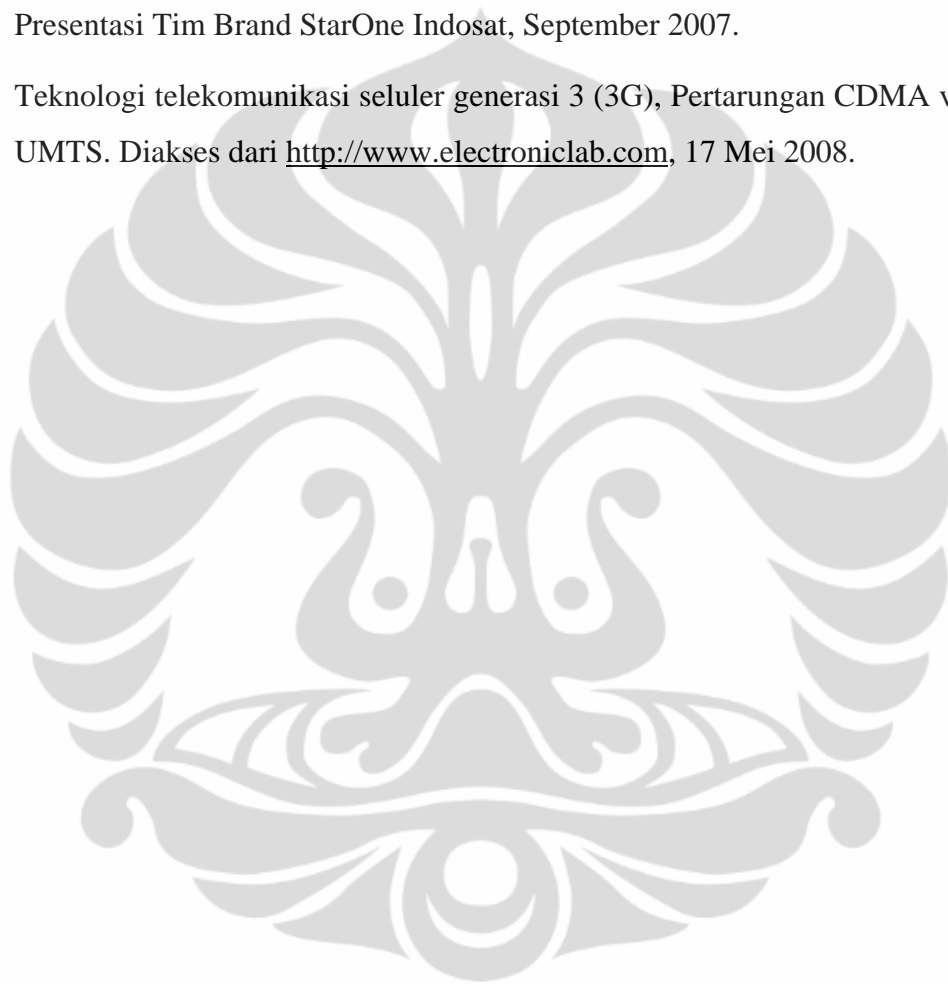 Presentasi Tim Brand StarOne Indosat, September 2007.
Teknologi telekomunikasi seluler generasi 3 (3G), Pertarungan CDMA v
UMTS. Diakses dari http://www.electroniclab.com, 17 Mei 2008.